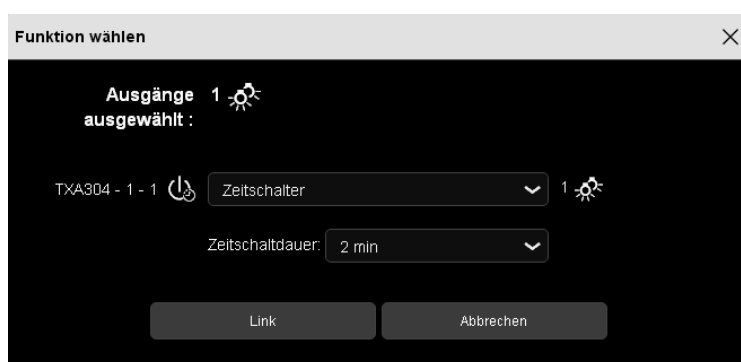 Funktion wählen
Ausgänge 1
ausgewählt :
TXA304 - 1 - 1 Zeitschalter 1
Zeitschaltdauer: 2 min
Link Abbrechen